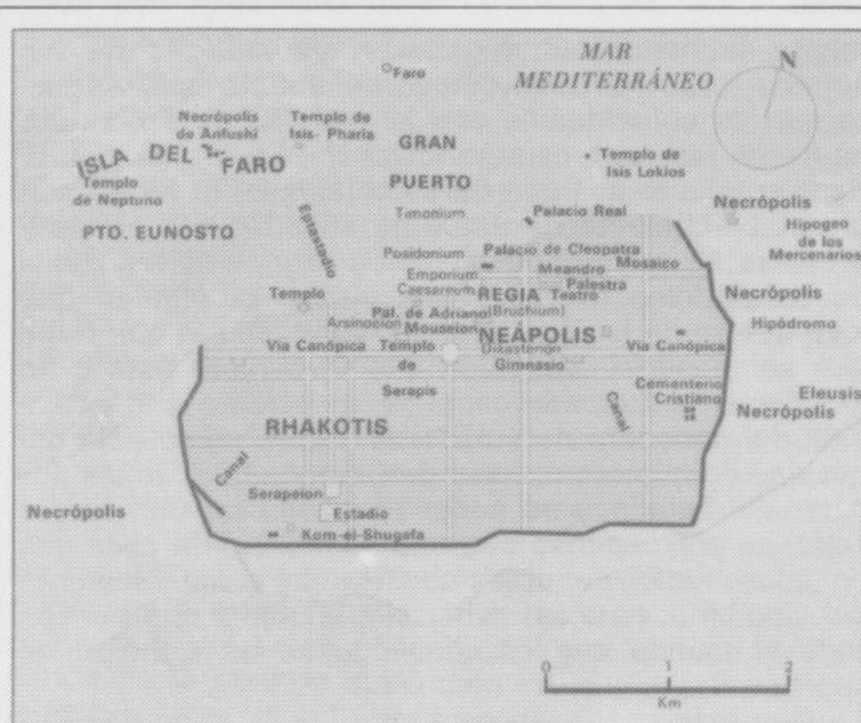 MAR
MEDITERRÁNEO
N
Faro
Necrópolis
de Anfushi
Templo de
Isis-Pharia
GRAN
PUERTO
ISLA DEL FARO
Templo de
Isis Lokios
Templo
de Neptuno
PTO. EUNOSTO
Eptastadio
Timonium
Palacio Real
Necrópolis
Hipogeo
de los
Mercenarios
Posidonium
Palacio de Cleopatra
Emporium
Meandro
Mosaico
Caesareum
REGIA
Palestra
Teatro
Necrópolis
Templo
Pal. de Adriano
(Bruchium)
Arsinoeion
Mouseion
NEÁPOLIS
Hipódromo
Via Canópica
Templo
de
Serapis
Dikasterion
Gimnasio
Via Canópica
Cementerio
Cristiano
Eleusis
Necrópolis
Canal
RHAKOTIS
Canal
Serapeion
Necrópolis
Estadio
Kom-el-Shugafa
0 1 2
Km